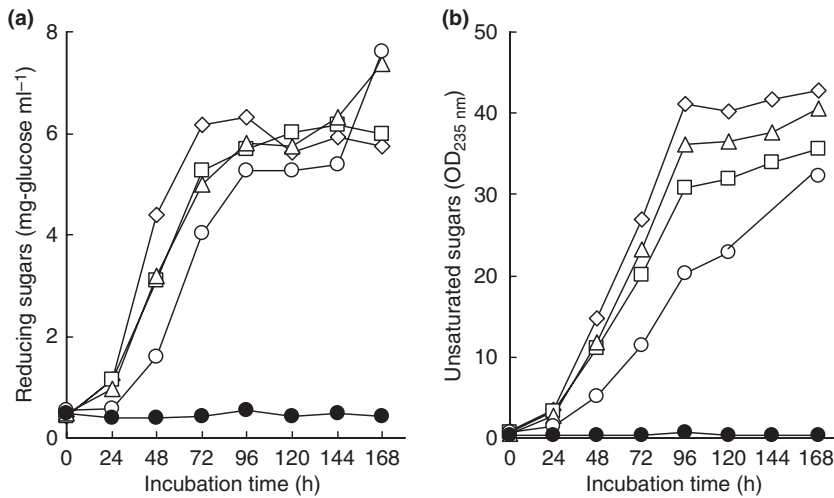 (a)
Reducing sugars (mg-glucose ml⁻¹)
8
6
4
2
0
0 24 48 72 96 120 144 168
Incubation time (h)
(b)
Unsaturated sugars (OD₂₃₅ ₙₘ)
50
40
30
20
10
0
0 24 48 72 96 120 144 168
Incubation time (h)